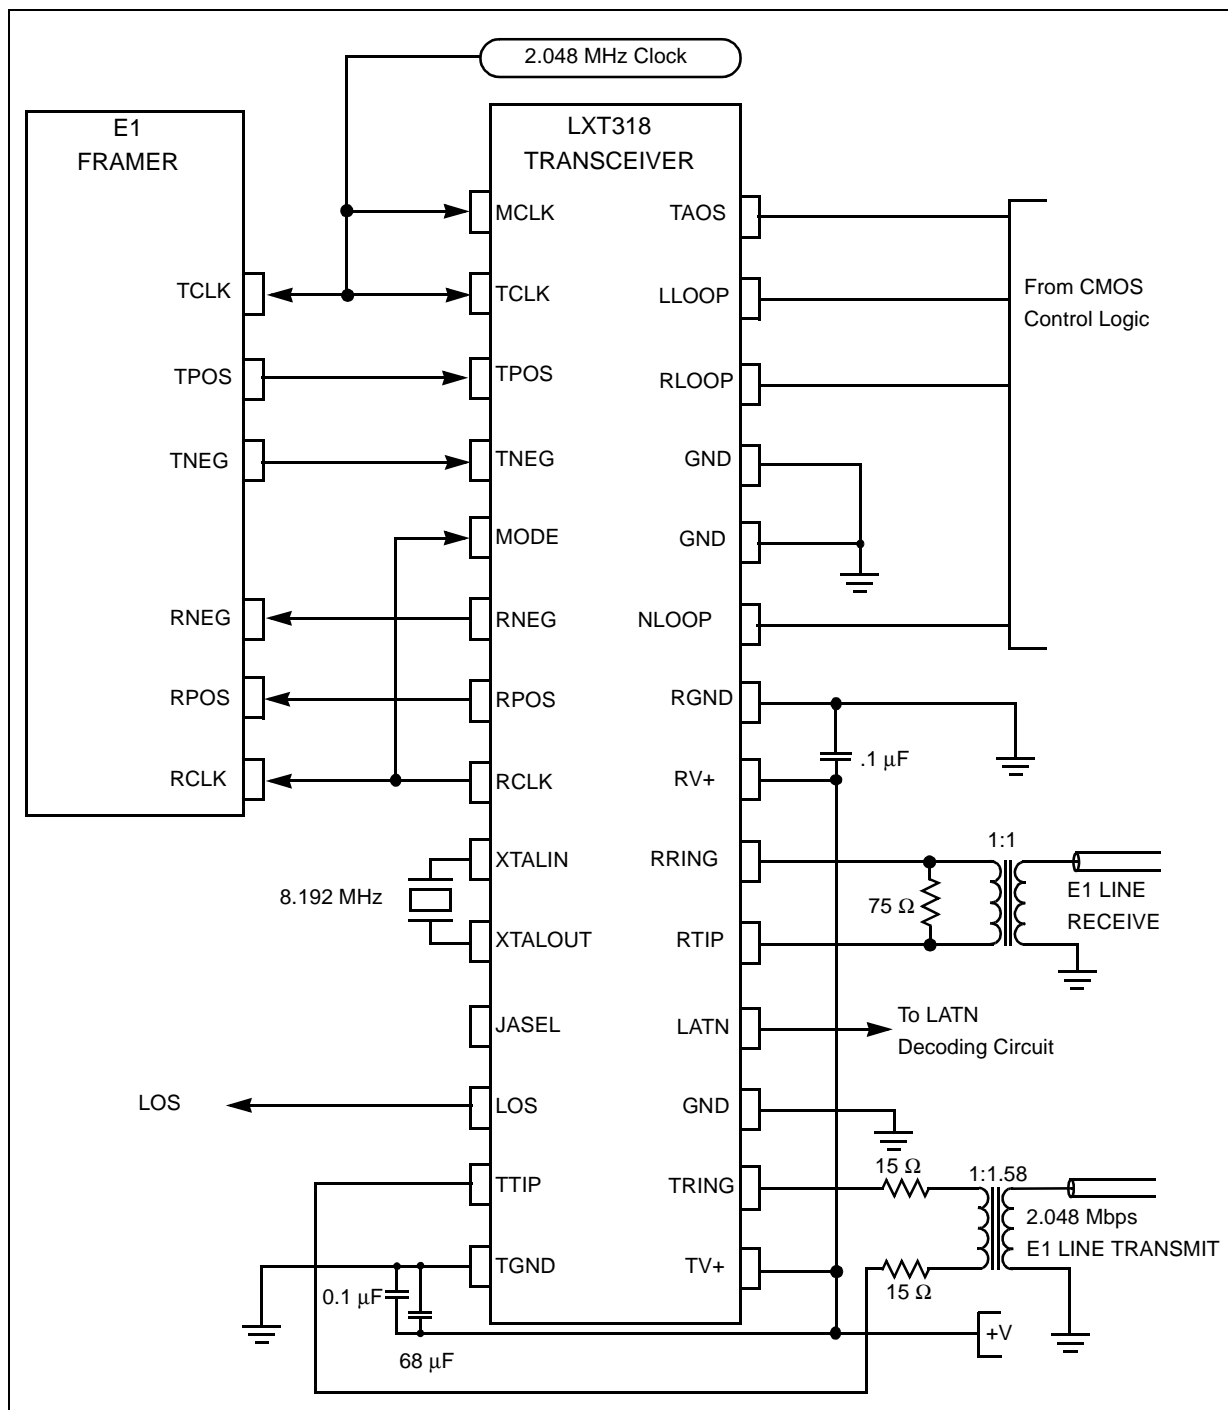 2.048 MHz Clock
E1
FRAMER
LXT318
TRANSCEIVER
MCLK
TAOS
TCLK
TCLK
LLOOP
From CMOS
Control Logic
TPOS
TPOS
RLOOP
TNEG
TNEG
GND
MODE
GND
RNEG
RNEG
NLOOP
RPOS
RPOS
RGND
.1 µF
RCLK
RCLK
RV+
1:1
XTALIN
RRING
E1 LINE
RECEIVE
8.192 MHz
75 Ω
XTALOUT
RTIP
JASEL
LATN
To LATN
Decoding Circuit
LOS
LOS
GND
15 Ω
1:1.58
TTIP
TRING
2.048 Mbps
E1 LINE TRANSMIT
TGND
TV+
0.1 µF
15 Ω
68 µF
+V